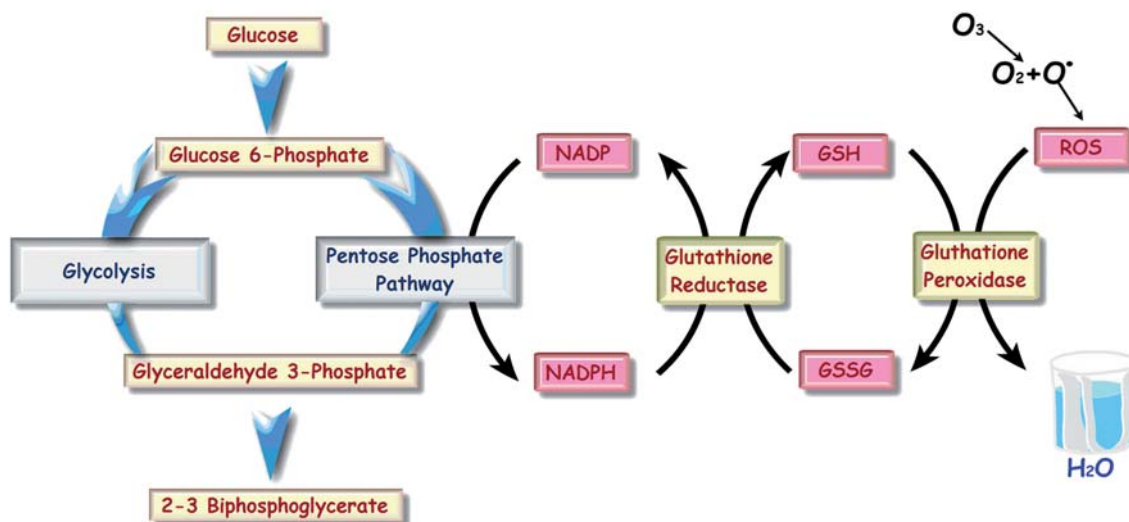 Glucose
O3
O2+O•
Glucose 6-Phosphate
NADP
GSH
ROS
Glycolysis
Pentose Phosphate
Pathway
Glutathione
Reductase
Gluthatione
Peroxidase
Glyceraldehyde 3-Phosphate
NADPH
GSSG
H2O
2-3 Biphosphoglycerate